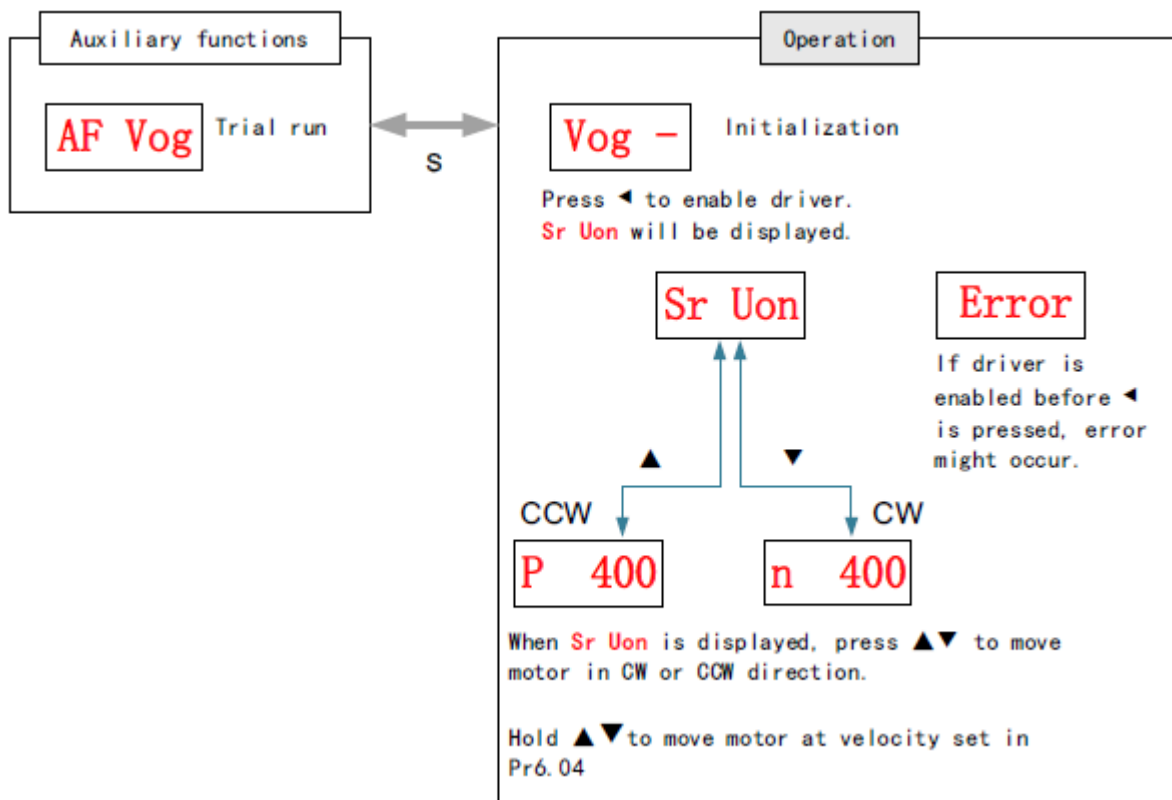 Auxiliary functions
AF Vog Trial run
S
Operation
Vog - Initialization
Press ◀ to enable driver.
Sr Uon will be displayed.
Sr Uon
Error
If driver is
enabled before ◀
is pressed, error
might occur.
▲ ▼
CCW CW
P 400
n 400
When Sr Uon is displayed, press ▲▼ to move
motor in CW or CCW direction.
Hold ▲▼to move motor at velocity set in
Pr6.04